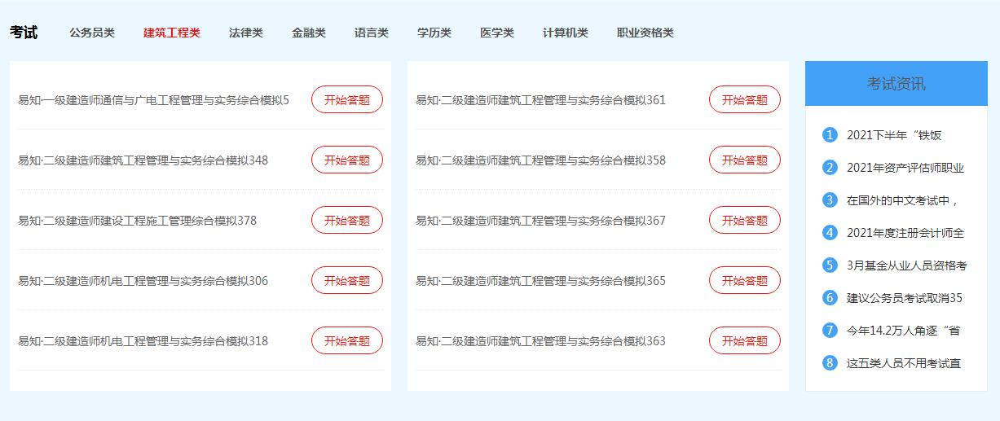 考试 公务员类 建筑工程类 法律类 金融类 语言类 学历类 医学类 计算机类 职业资格类
易知·一级建造师通信与广电工程管理与实务综合模拟5 开始答题
易知·二级建造师建筑工程管理与实务综合模拟348 开始答题
易知·二级建造师建设工程施工管理综合模拟378 开始答题
易知·二级建造师机电工程管理与实务综合模拟306 开始答题
易知·二级建造师机电工程管理与实务综合模拟318 开始答题
易知·二级建造师建筑工程管理与实务综合模拟361 开始答题
易知·二级建造师建筑工程管理与实务综合模拟358 开始答题
易知·二级建造师建筑工程管理与实务综合模拟367 开始答题
易知·二级建造师建筑工程管理与实务综合模拟365 开始答题
易知·二级建造师建筑工程管理与实务综合模拟363 开始答题
考试资讯
1 2021下半年“铁饭
2 2021年资产评估师职业
3 在国外的中文考试中，
4 2021年度注册会计师全
5 3月基金从业人员资格考
6 建议公务员考试取消35
7 今年14.2万人角逐“省
8 这五类人员不用考试直